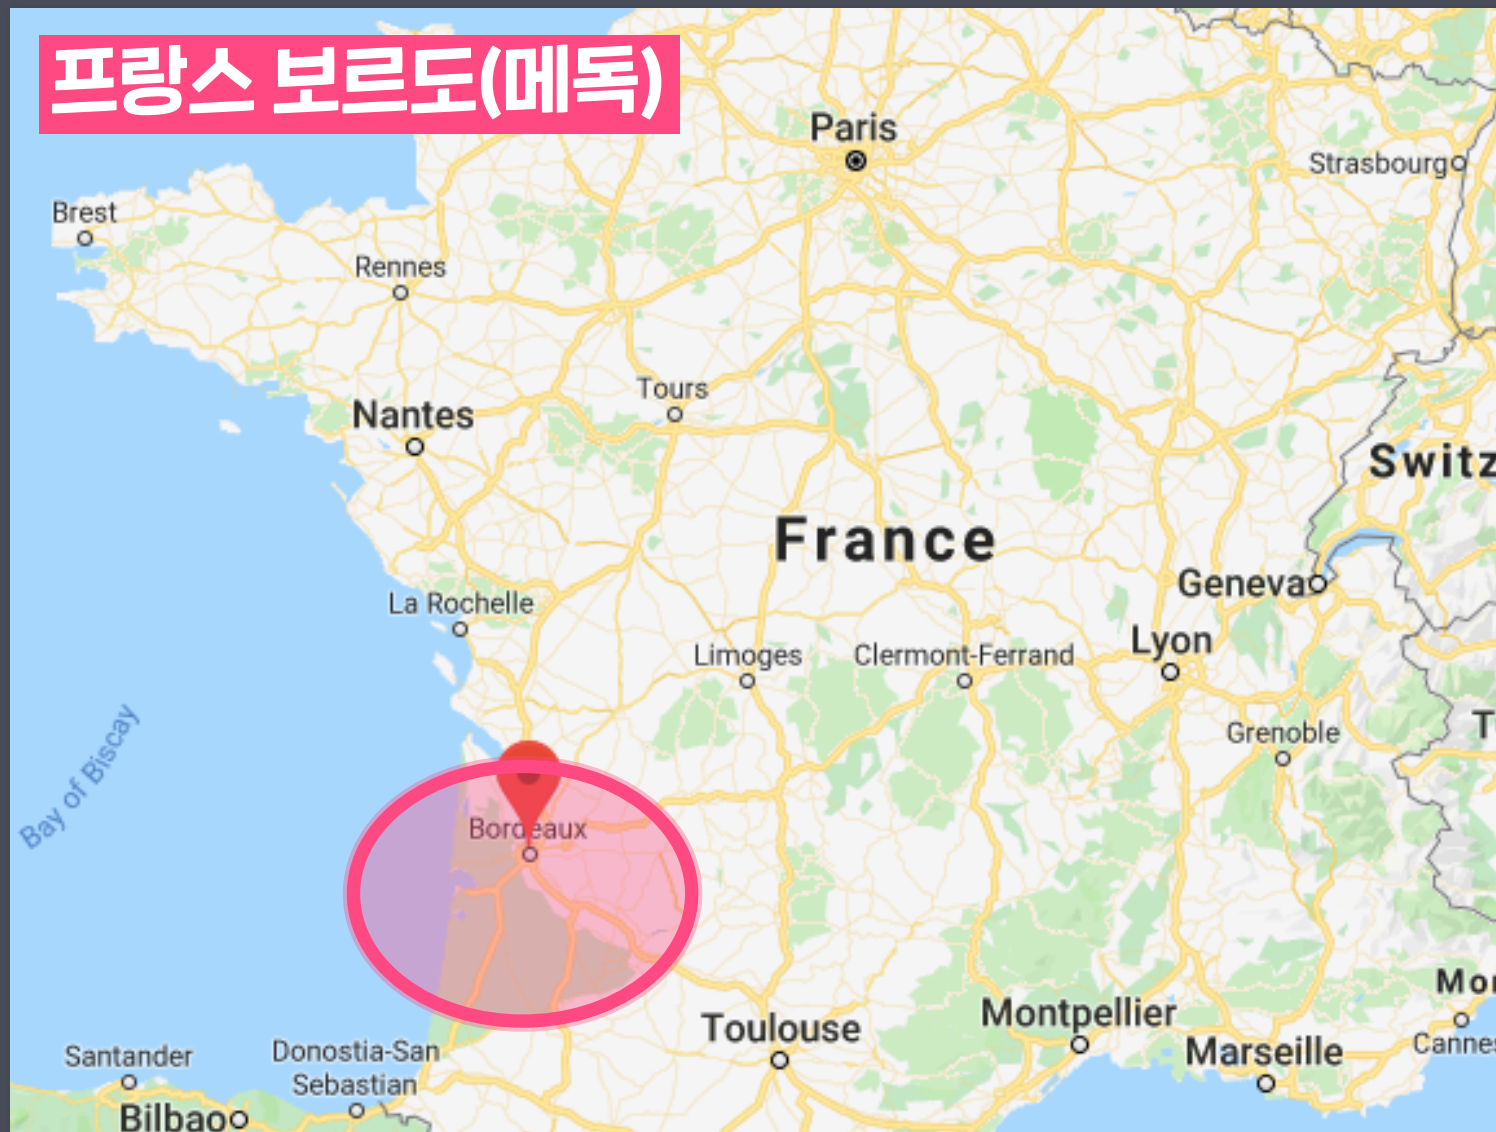 프랑스 보르도(메독)
Paris
Strasbourg
Brest
Rennes
Tours
Nantes
Switz
France
Geneva
La Rochelle
Lyon
Limoges
Clermont-Ferrand
Bay of Biscay
Grenoble
Bordeaux
Mo
Montpellier
Toulouse
Marseille
Cannes
Santander
Donostia-San
Sebastian
Bilbao